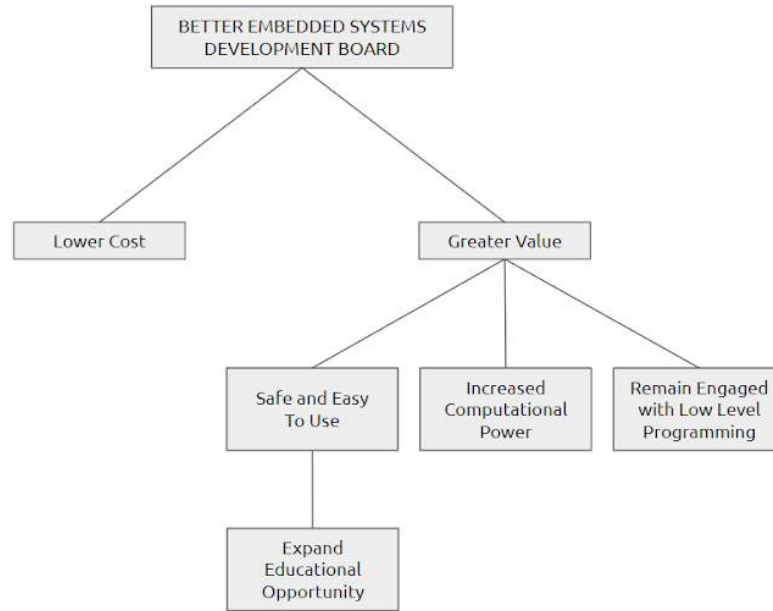 BETTER EMBEDDED SYSTEMS
DEVELOPMENT BOARD
Lower Cost
Greater Value
Safe and Easy
To Use
Increased
Computational
Power
Remain Engaged
with Low Level
Programming
Expand
Educational
Opportunity